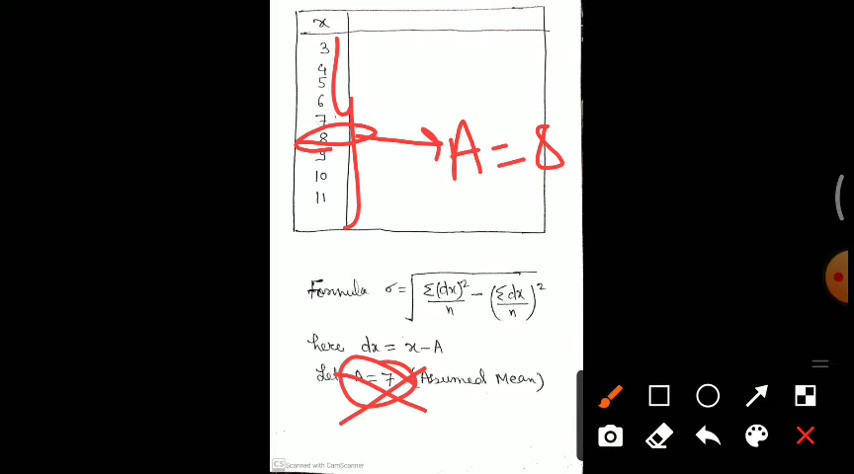 x
3
4
5
6
7
8 → A = 8
9
10
11
Formula σ = √(Σ(dx)²/n − (Σdx/n)²)
here dx = x − A
Let A = 7 (Assumed Mean)
CS Scanned with CamScanner